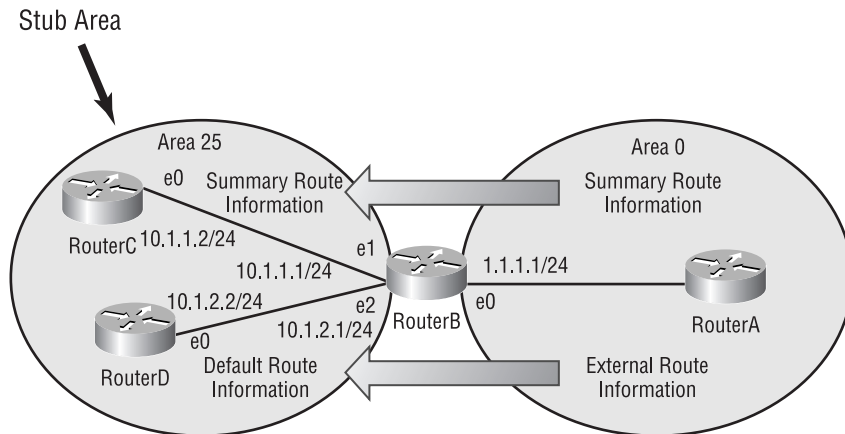 Stub Area
Area 25
Area 0
e0
Summary Route
Information
Summary Route
Information
RouterC
10.1.1.2/24
e1
10.1.1.1/24
1.1.1.1/24
10.1.2.2/24
e2
e0
RouterB
RouterA
e0
10.1.2.1/24
RouterD
Default Route
Information
External Route
Information